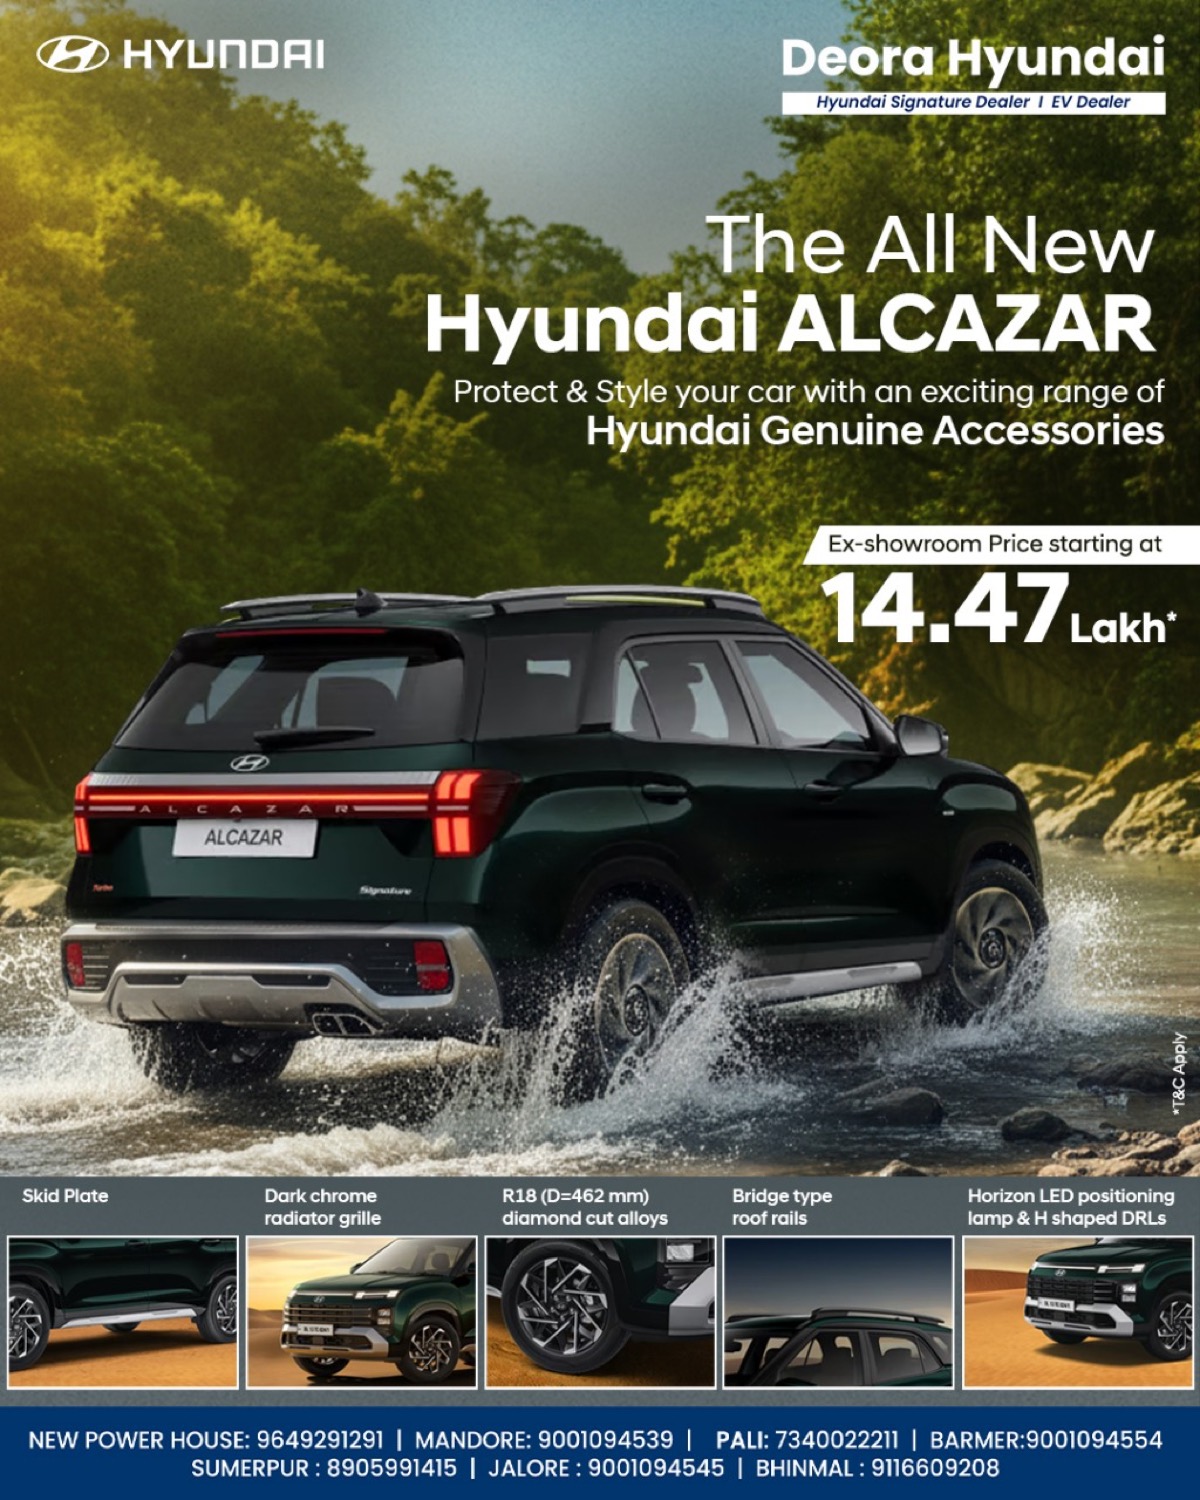 HYUNDAI
Deora Hyundai
Hyundai Signature Dealer I EV Dealer
The All New
Hyundai ALCAZAR
Protect & Style your car with an exciting range of
Hyundai Genuine Accessories
Ex-showroom Price starting at
14.47 Lakh*
ALCAZAR
ALCAZAR
Turbo
Signature
*T&C Apply
Skid Plate
Dark chrome
radiator grille
R18 (D=462 mm)
diamond cut alloys
Bridge type
roof rails
Horizon LED positioning
lamp & H shaped DRLs
NEW POWER HOUSE: 9649291291 | MANDORE: 9001094539 | PALI: 7340022211 | BARMER:9001094554
SUMERPUR : 8905991415 | JALORE : 9001094545 | BHINMAL : 9116609208